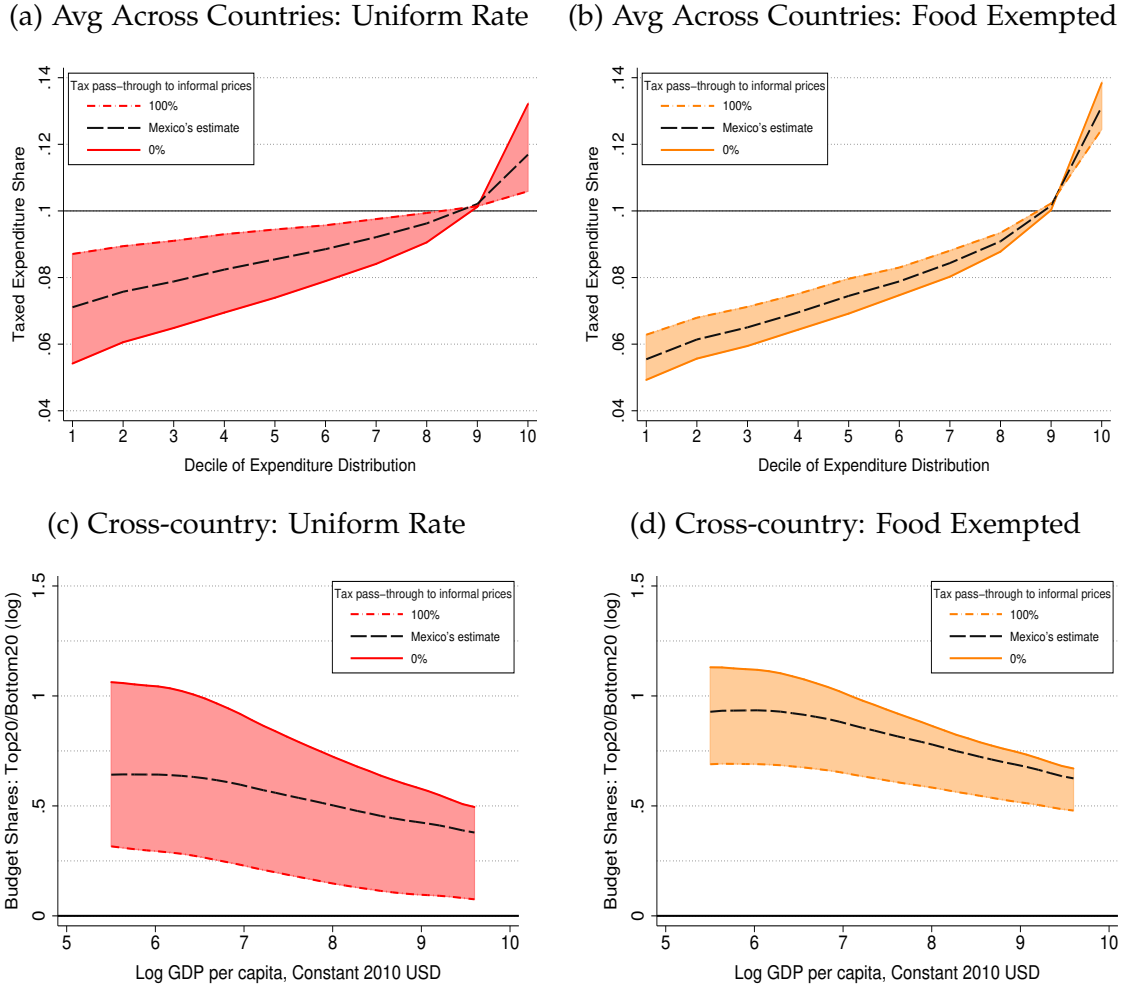 (a) Avg Across Countries: Uniform Rate
Taxed Expenditure Share
.14
.12
.1
.08
.06
.04
Tax pass−through to informal prices
100%
Mexico's estimate
0%
1 2 3 4 5 6 7 8 9 10
Decile of Expenditure Distribution
(b) Avg Across Countries: Food Exempted
Taxed Expenditure Share
.14
.12
.1
.08
.06
.04
Tax pass−through to informal prices
100%
Mexico's estimate
0%
1 2 3 4 5 6 7 8 9 10
Decile of Expenditure Distribution
(c) Cross-country: Uniform Rate
Budget Shares: Top20/Bottom20 (log)
1.5
1
.5
0
Tax pass−through to informal prices
100%
Mexico's estimate
0%
5 6 7 8 9 10
Log GDP per capita, Constant 2010 USD
(d) Cross-country: Food Exempted
Budget Shares: Top20/Bottom20 (log)
1.5
1
.5
0
Tax pass−through to informal prices
100%
Mexico's estimate
0%
5 6 7 8 9 10
Log GDP per capita, Constant 2010 USD